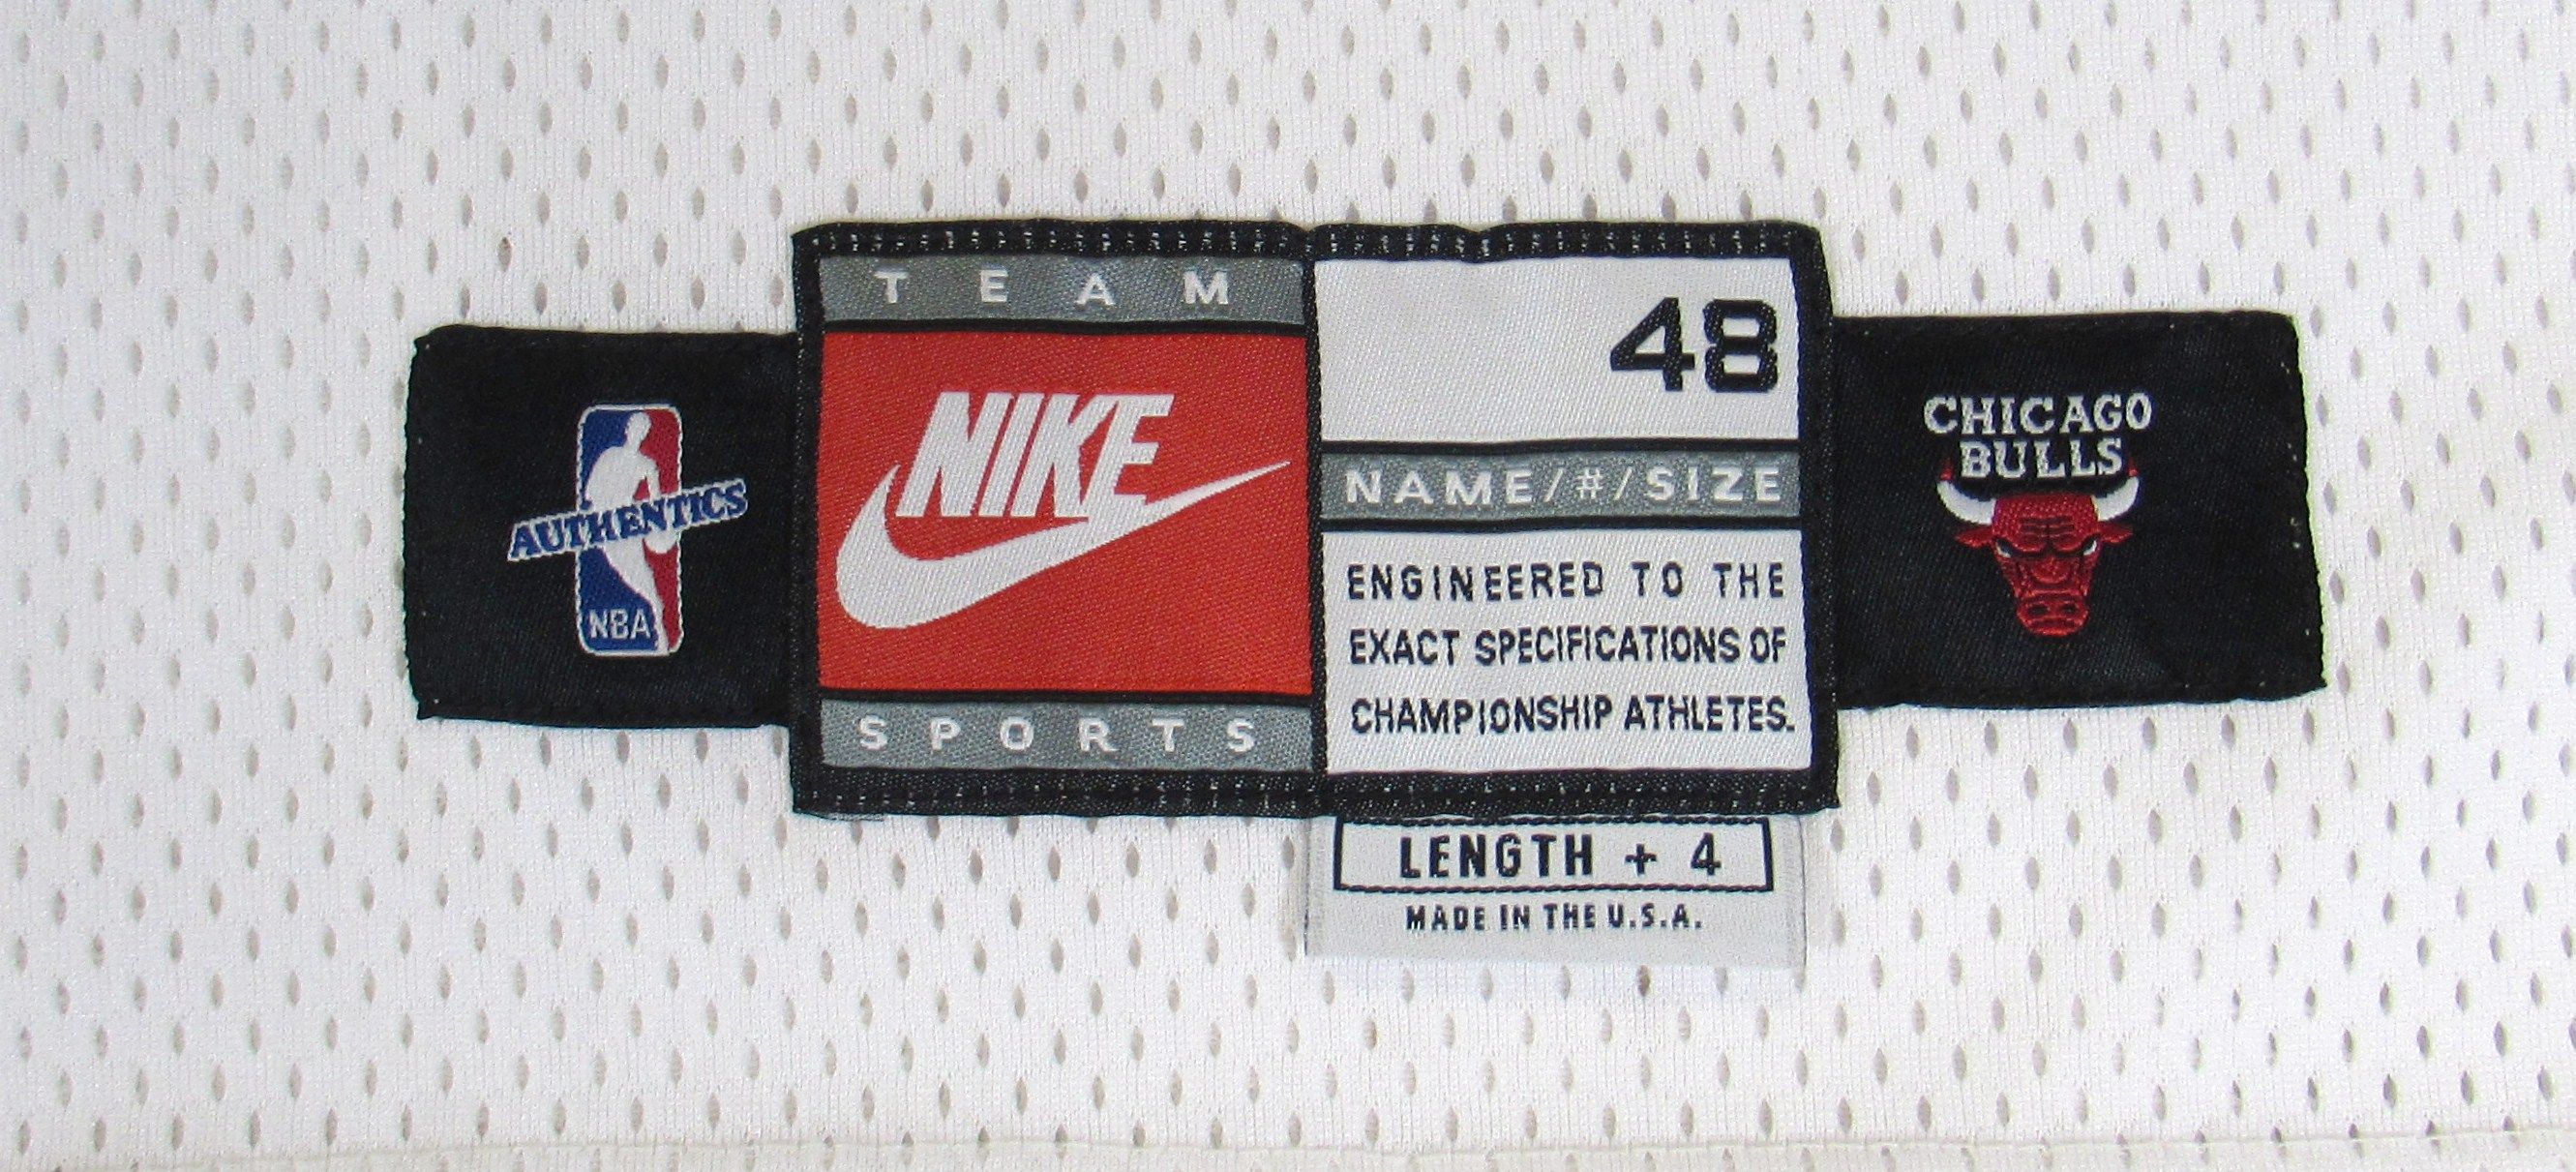 AUTHENTICS
NBA
TEAM
NIKE
SPORTS
48
NAME/#/SIZE
ENGINEERED TO THE
EXACT SPECIFICATIONS OF
CHAMPIONSHIP ATHLETES.
LENGTH + 4
MADE IN THE U.S.A.
CHICAGO
BULLS